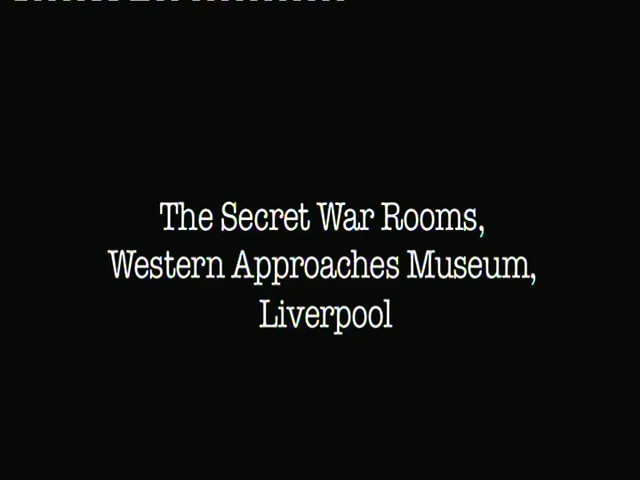 The Secret War Rooms,
Western Approaches Museum,
Liverpool